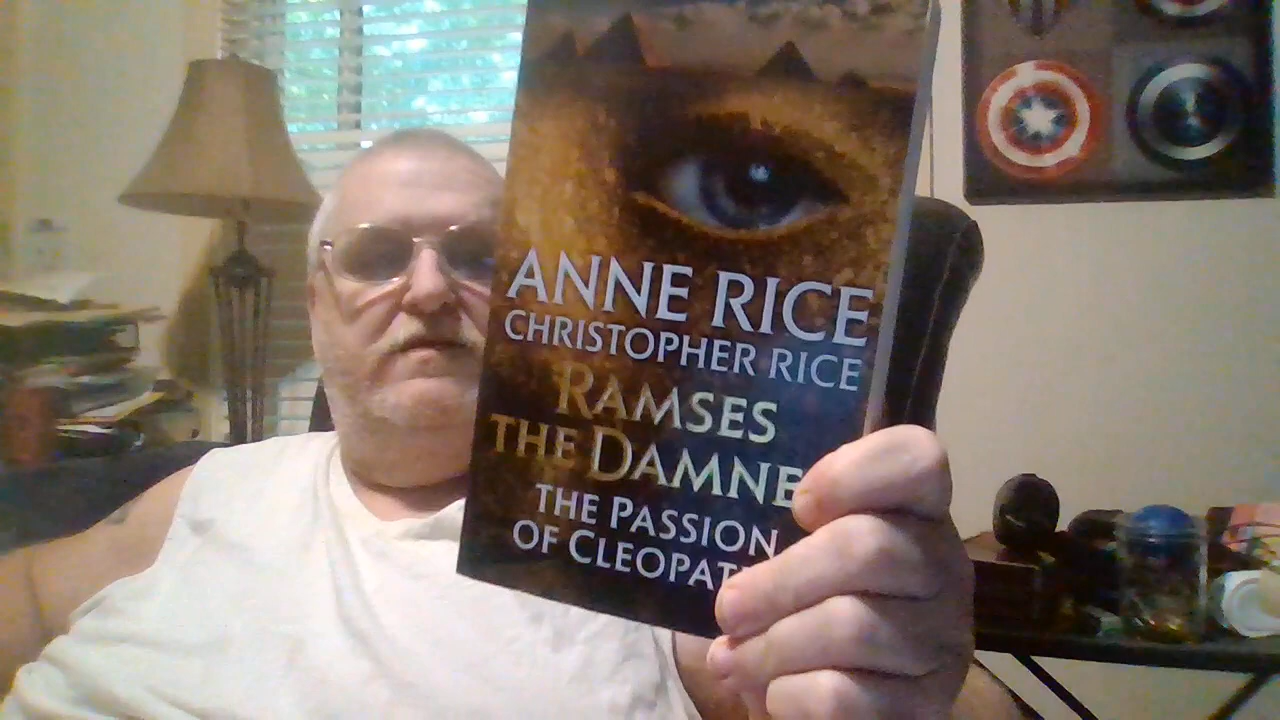 ANNE RICE
CHRISTOPHER RICE
RAMSES
THE DAMNE
THE PASSION
OF CLEOPAT